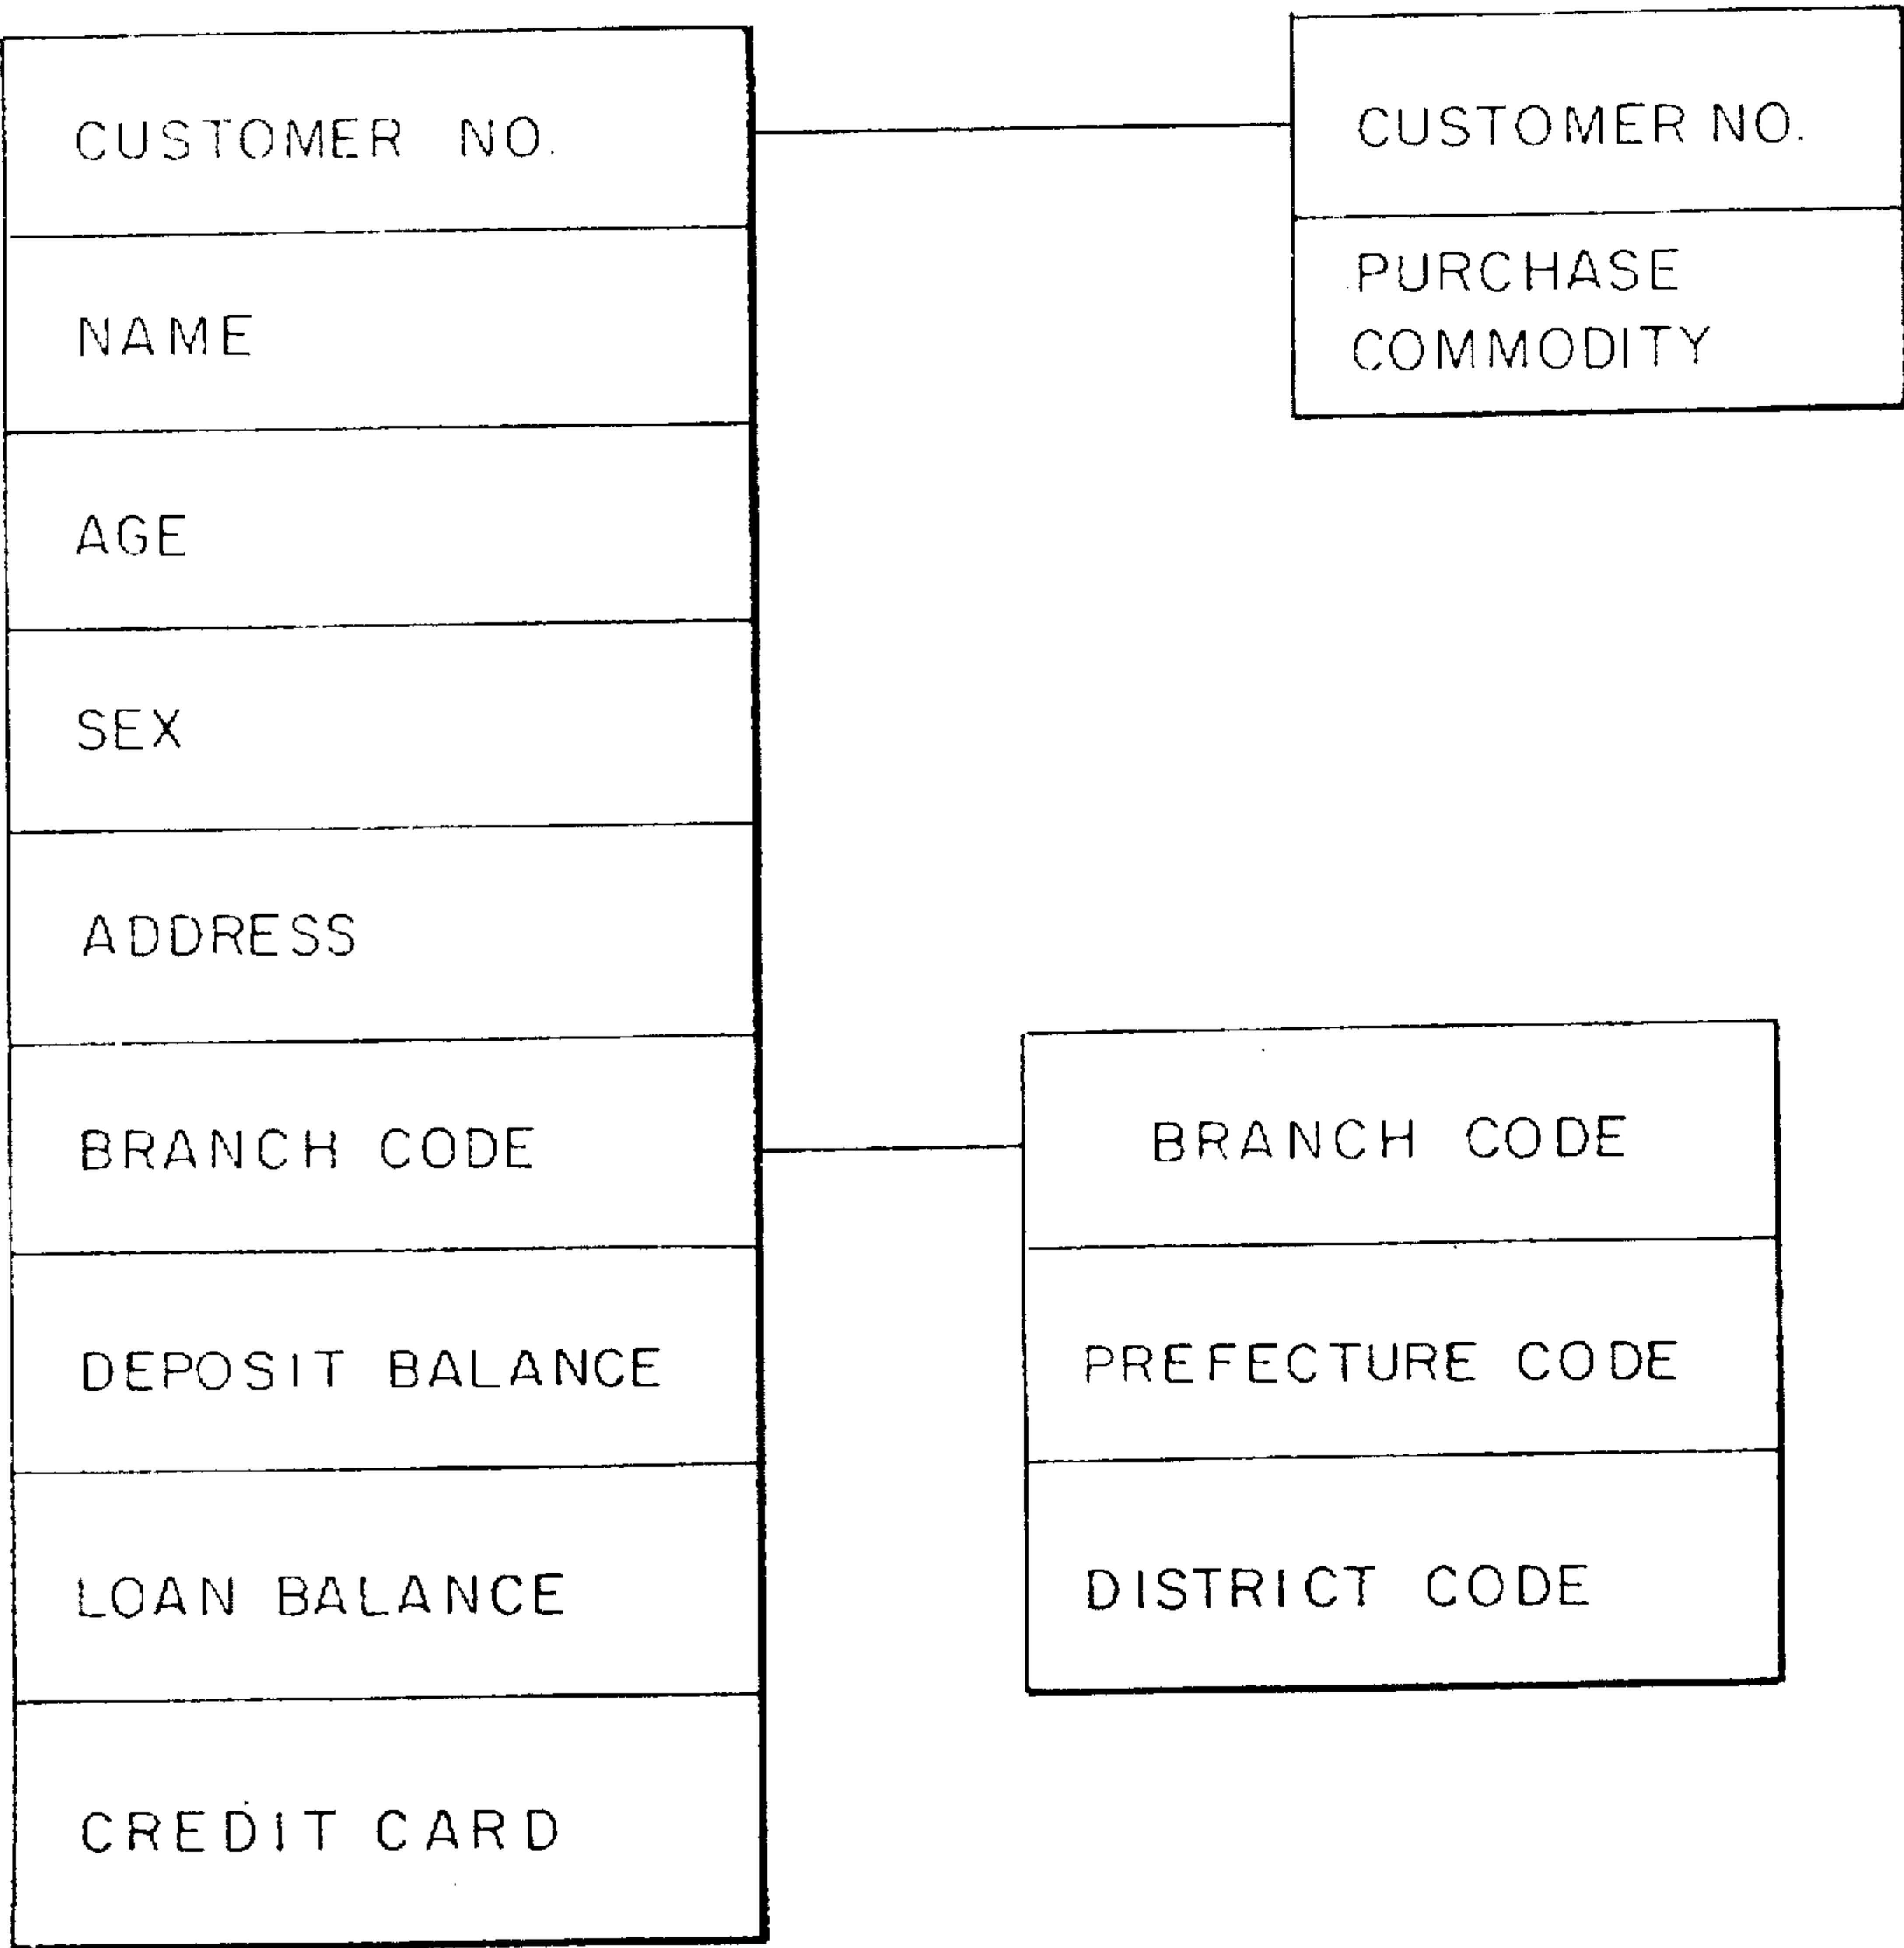 CUSTOMER NO.
NAME
AGE
SEX
ADDRESS
BRANCH CODE
DEPOSIT BALANCE
LOAN BALANCE
CREDIT CARD
CUSTOMER NO.
PURCHASE
COMMODITY
BRANCH CODE
PREFECTURE CODE
DISTRICT CODE